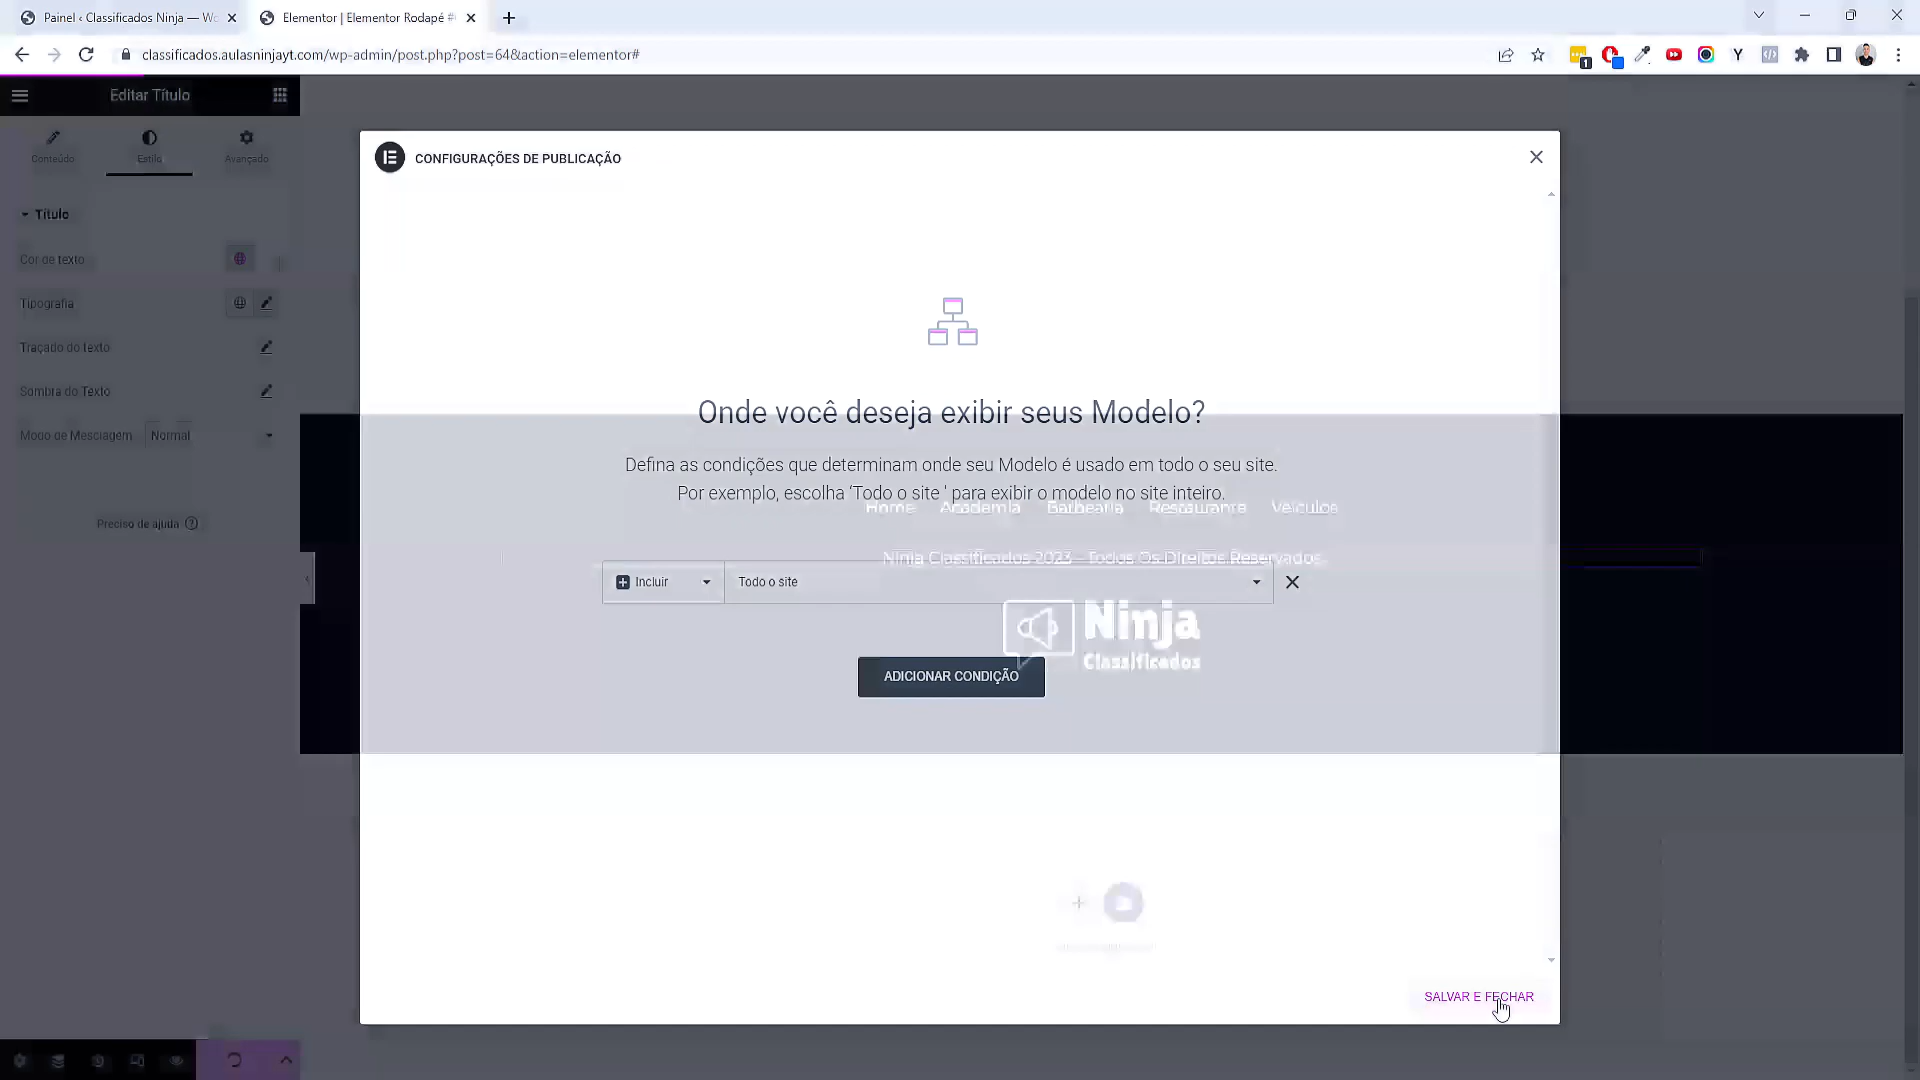 Painel ‹ Classificados Ninja — Wo
Elementor | Elementor Rodapé #
classificados.aulasninjayt.com/wp-admin/post.php?post=64&action=elementor#
1
Y
Editar Título
Conteúdo
Estilo
Avançado
Título
Cor de texto
Tipografia
Traçado do texto
Sombra do Texto
Modo de Mesclagem
Normal
Preciso de ajuda
CONFIGURAÇÕES DE PUBLICAÇÃO
Onde você deseja exibir seus Modelo?
Defina as condições que determinam onde seu Modelo é usado em todo o seu site.
Por exemplo, escolha ‘Todo o site ’ para exibir o modelo no site inteiro.
Home Academia Barbearia Restaurante Veículos
Ninja Classificados 2023 - Todos Os Direitos Reservados
Incluir
Todo o site
Ninja
Classificados
ADICIONAR CONDIÇÃO
SALVAR E FECHAR